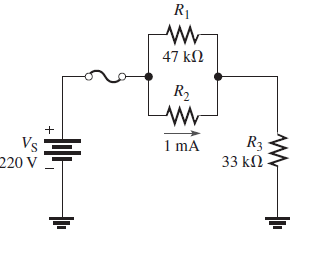 R1
47 kΩ
R2
1 mA
+
VS
220 V
−
R3
33 kΩ